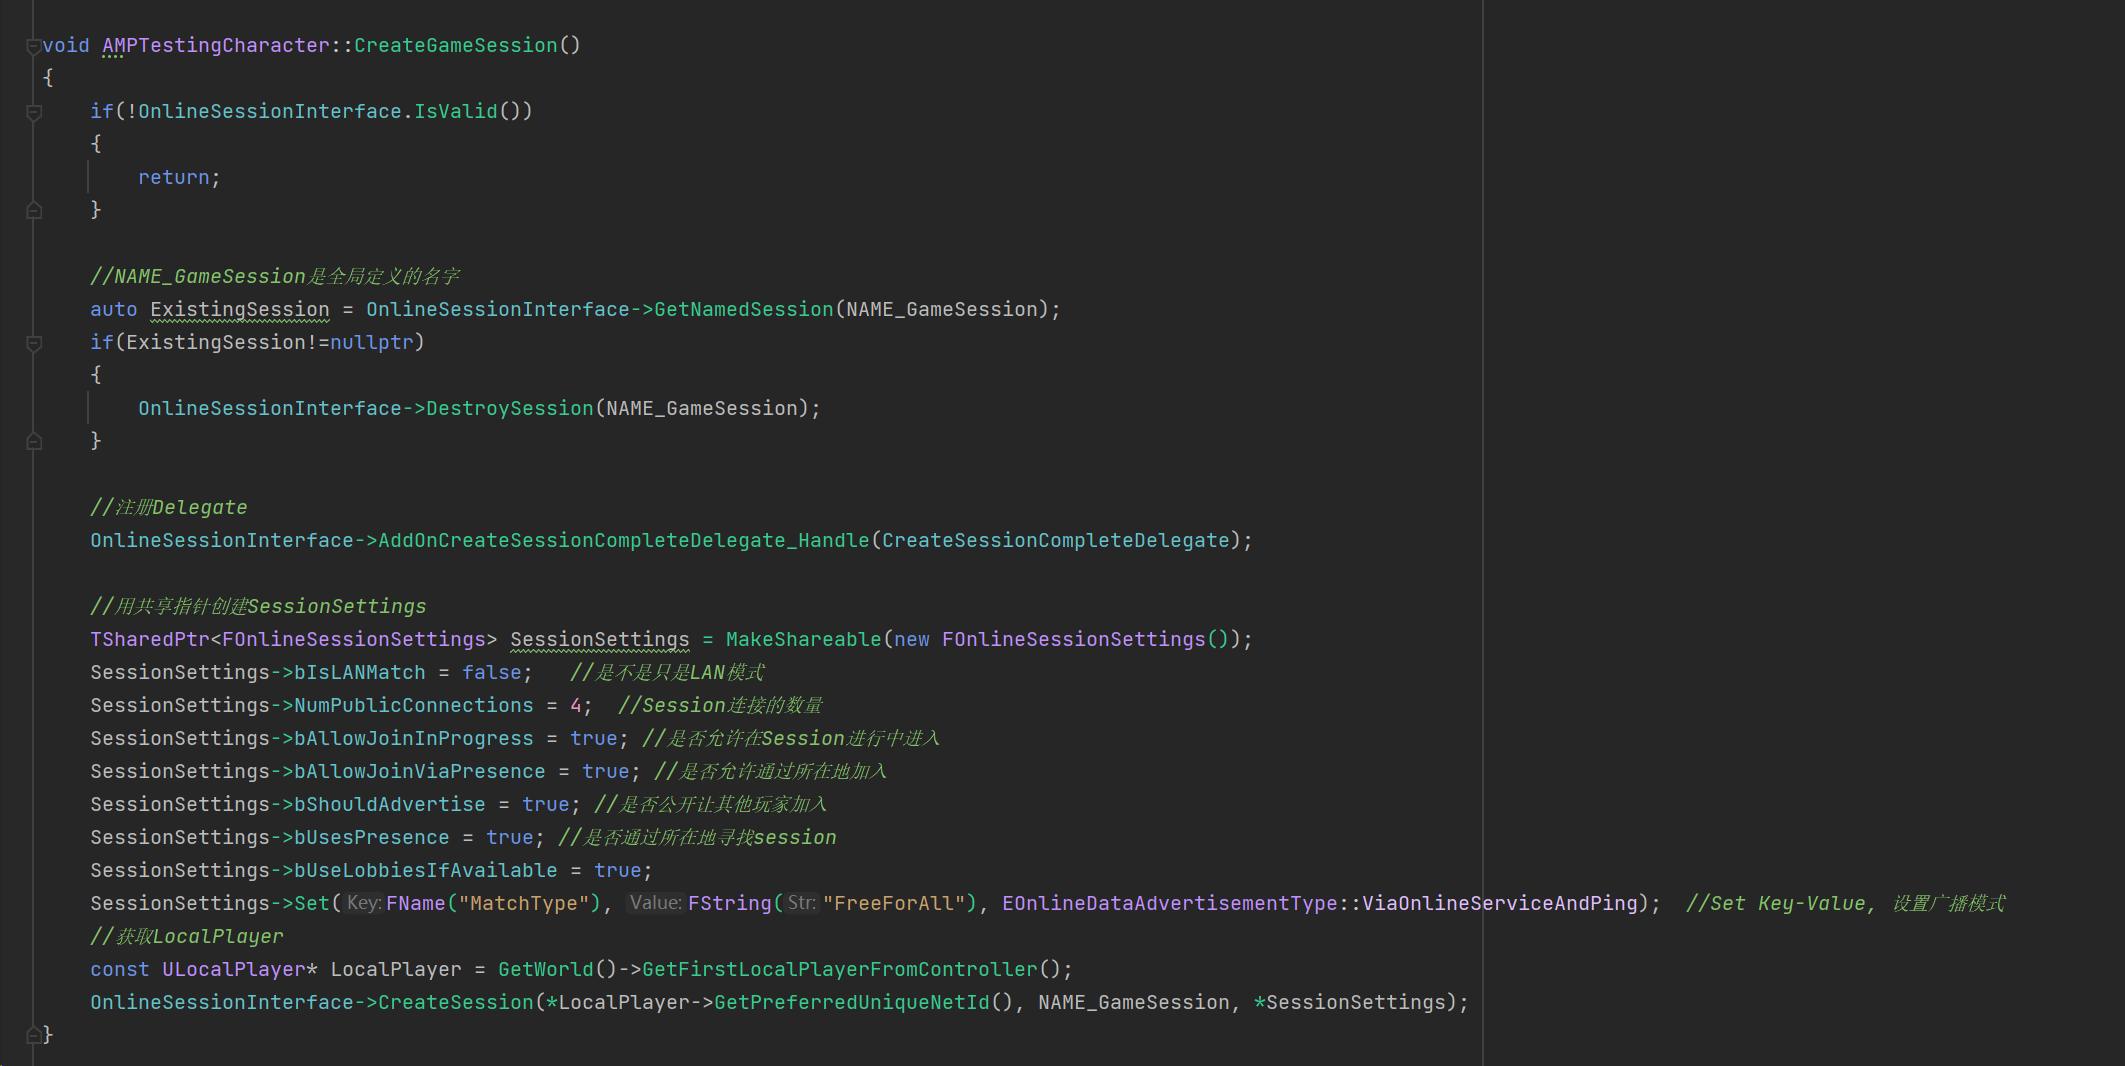 void AMPTestingCharacter::CreateGameSession()
{
if(!OnlineSessionInterface.IsValid())
{
return;
}
//NAME_GameSession是全局定义的名字
auto ExistingSession = OnlineSessionInterface->GetNamedSession(NAME_GameSession);
if(ExistingSession!=nullptr)
{
OnlineSessionInterface->DestroySession(NAME_GameSession);
}
//注册Delegate
OnlineSessionInterface->AddOnCreateSessionCompleteDelegate_Handle(CreateSessionCompleteDelegate);
//用共享指针创建SessionSettings
TSharedPtr<FOnlineSessionSettings> SessionSettings = MakeShareable(new FOnlineSessionSettings());
SessionSettings->bIsLANMatch = false;   //是不是只是LAN模式
SessionSettings->NumPublicConnections = 4;  //Session连接的数量
SessionSettings->bAllowJoinInProgress = true; //是否允许在Session进行中进入
SessionSettings->bAllowJoinViaPresence = true; //是否允许通过所在地加入
SessionSettings->bShouldAdvertise = true; //是否公开让其他玩家加入
SessionSettings->bUsesPresence = true; //是否通过所在地寻找session
SessionSettings->bUseLobbiesIfAvailable = true;
SessionSettings->Set(Key:FName("MatchType"), Value:FString(Str:"FreeForAll"), EOnlineDataAdvertisementType::ViaOnlineServiceAndPing);  //Set Key-Value, 设置广播模式
//获取LocalPlayer
const ULocalPlayer* LocalPlayer = GetWorld()->GetFirstLocalPlayerFromController();
OnlineSessionInterface->CreateSession(*LocalPlayer->GetPreferredUniqueNetId(), NAME_GameSession, *SessionSettings);
}